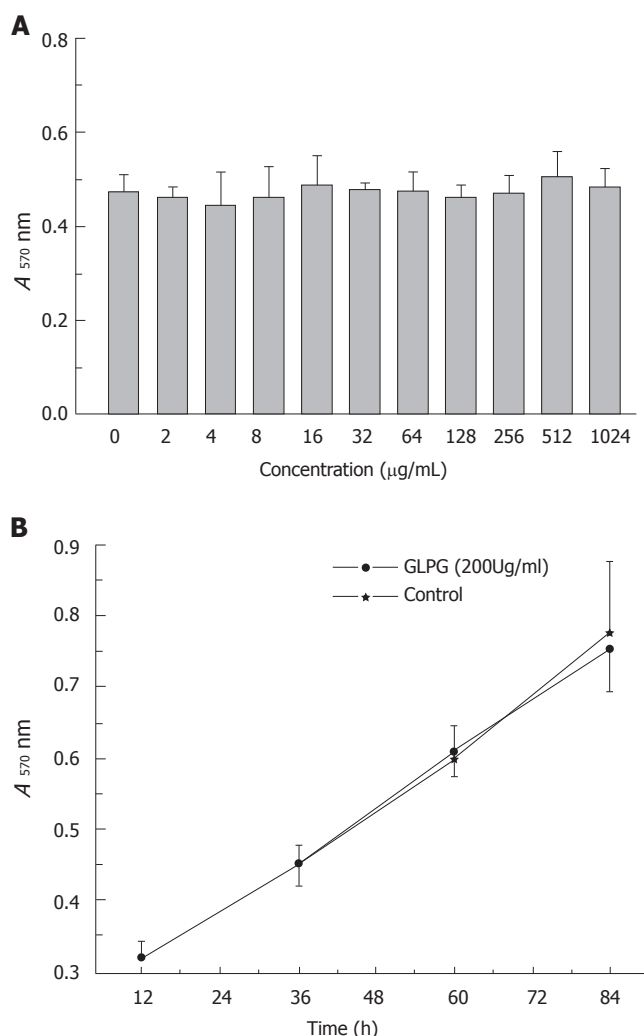 A
0.8
0.6
0.4
0.2
0.0
A 570 nm
0 2 4 8 16 32 64 128 256 512 1024
Concentration (μg/mL)
B
0.9
0.8
0.7
0.6
0.5
0.4
0.3
A 570 nm
GLPG (200Ug/ml)
Control
12 24 36 48 60 72 84
Time (h)